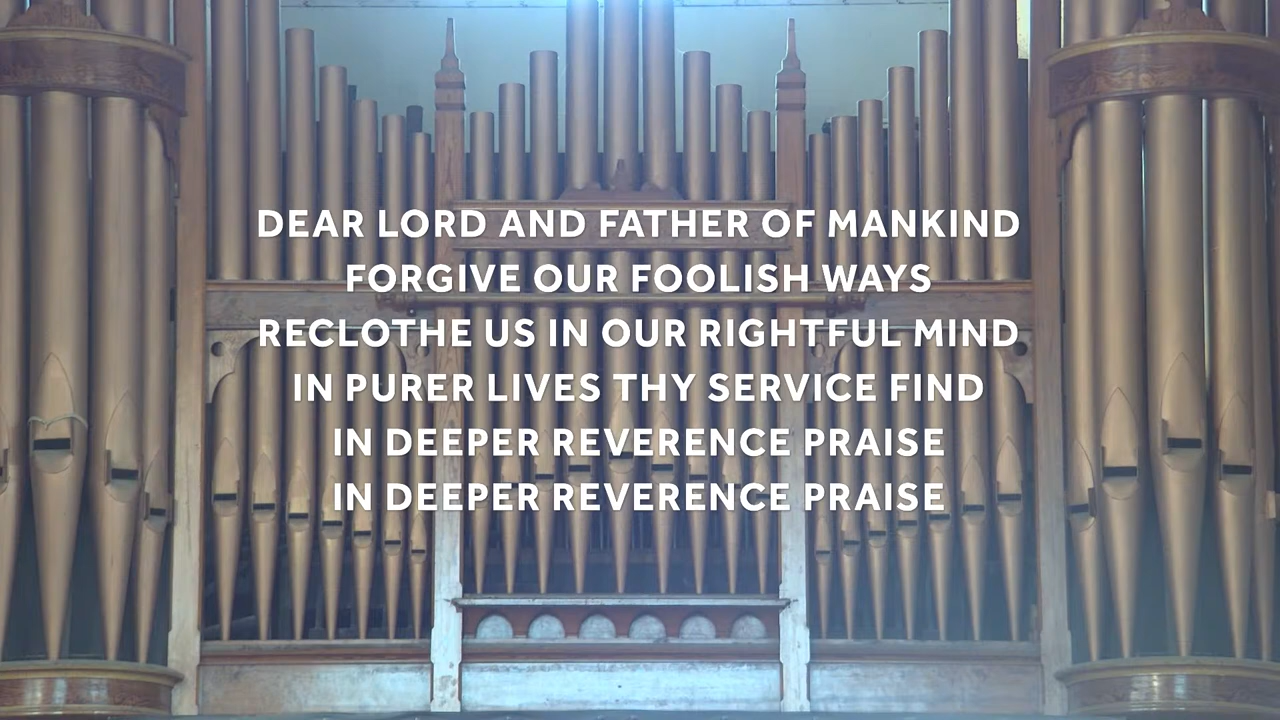 DEAR LORD AND FATHER OF MANKIND
FORGIVE OUR FOOLISH WAYS
RECLOTHE US IN OUR RIGHTFUL MIND
IN PURER LIVES THY SERVICE FIND
IN DEEPER REVERENCE PRAISE
IN DEEPER REVERENCE PRAISE